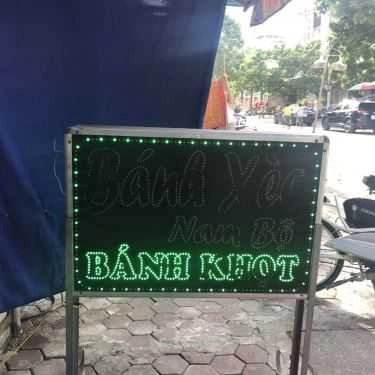 Bánh Xèo
Nam Bộ
BÁNH KHỌT